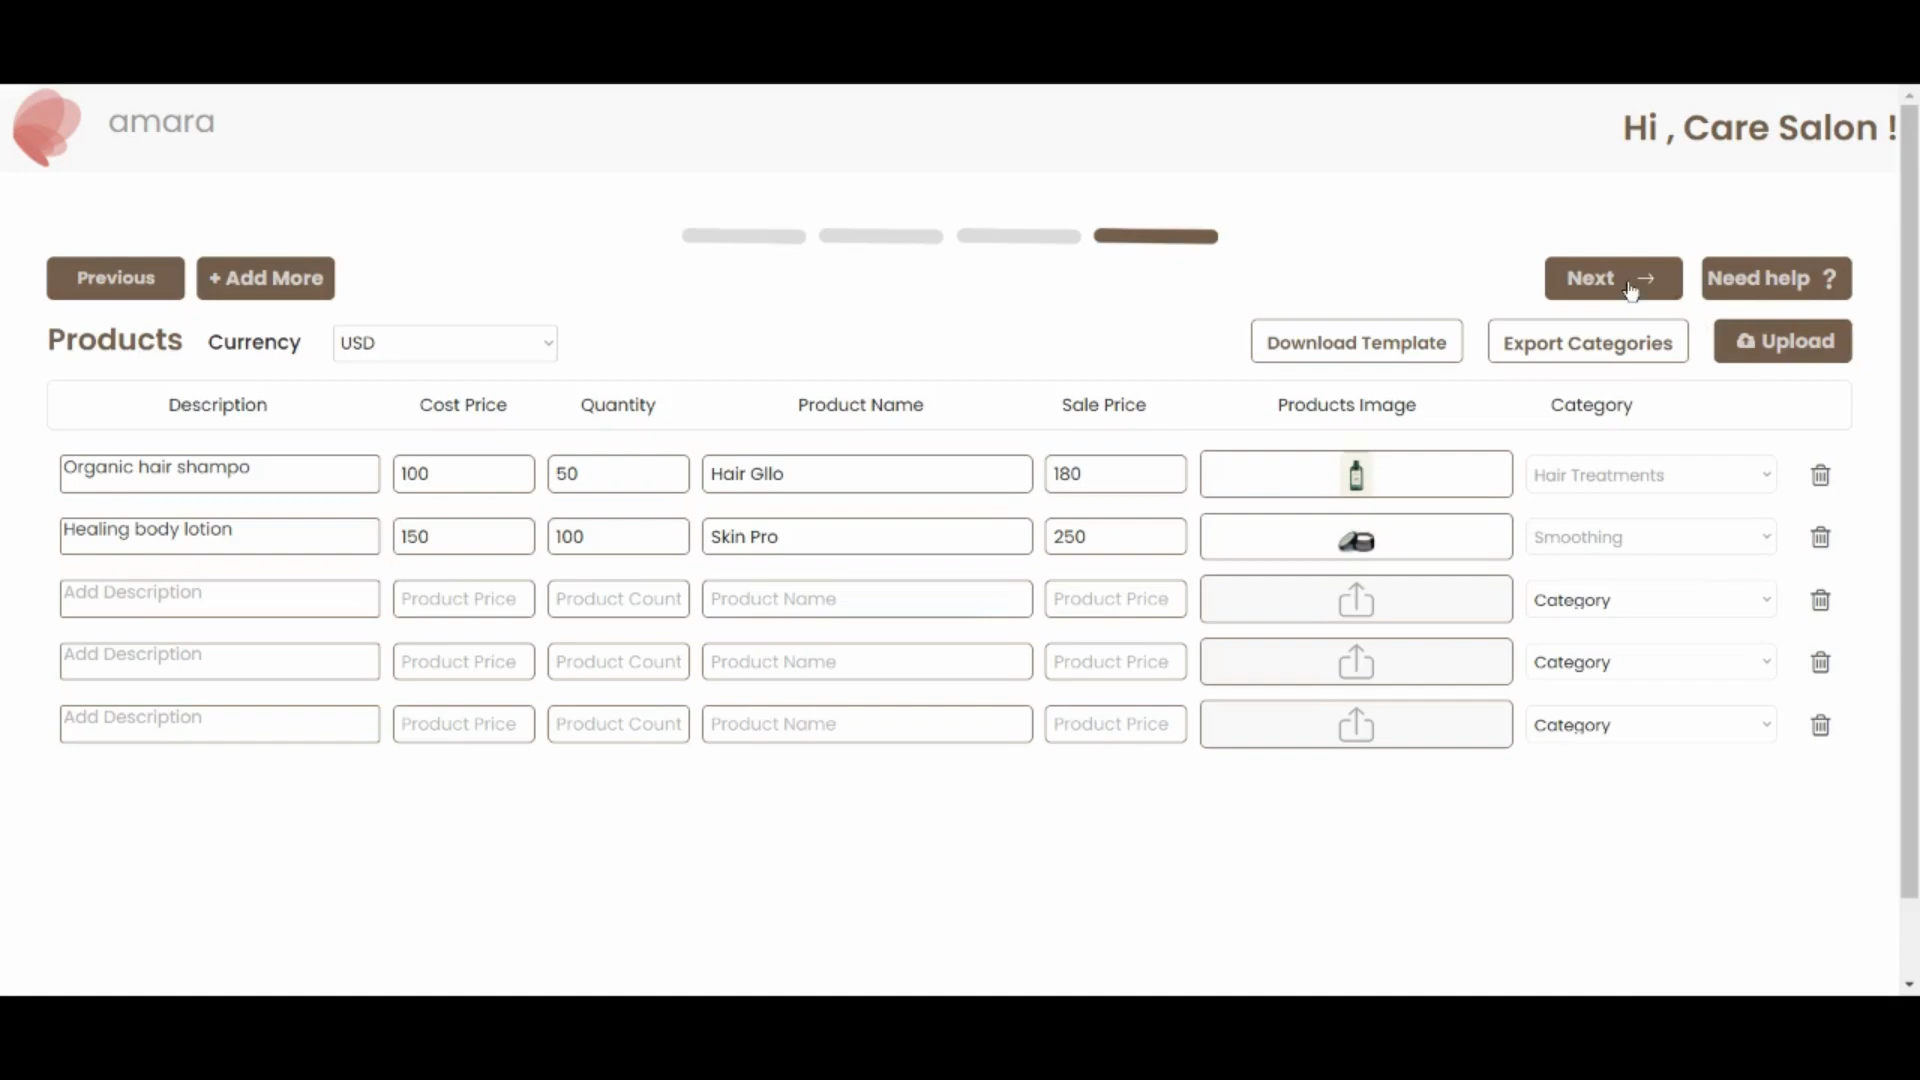 amara
Hi , Care Salon !
Previous
+ Add More
Next →
Need help ?
Products
Currency
USD
Download Template
Export Categories
Upload
Description Cost Price Quantity Product Name Sale Price Products Image Category
Organic hair shampo 100 50 Hair Gllo 180 Hair Treatments
Healing body lotion 150 100 Skin Pro 250 Smoothing
Add Description Product Price Product Count Product Name Product Price Category
Add Description Product Price Product Count Product Name Product Price Category
Add Description Product Price Product Count Product Name Product Price Category